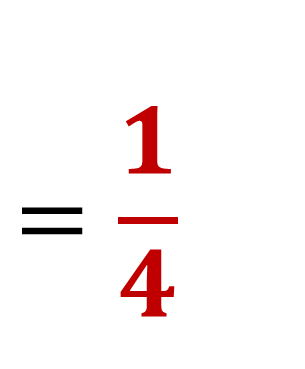 = 1/4